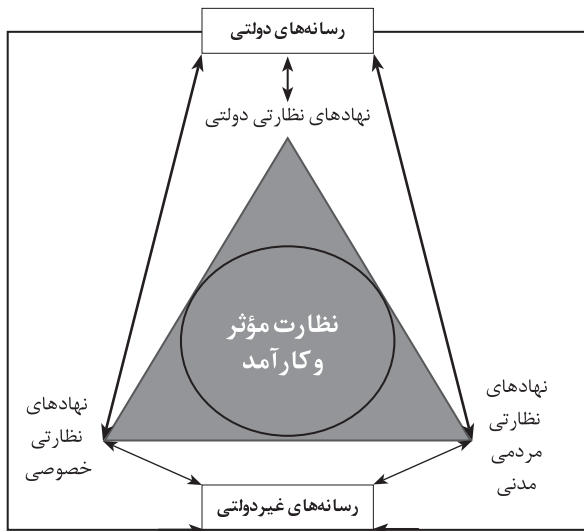 رسانه‌های دولتی
نهادهای نظارتی دولتی
نظارت مؤثر
و کارآمد
نهادهای
نظارتی
مردمی
مدنی
نهادهای
نظارتی
خصوصی
رسانه‌های غیردولتی